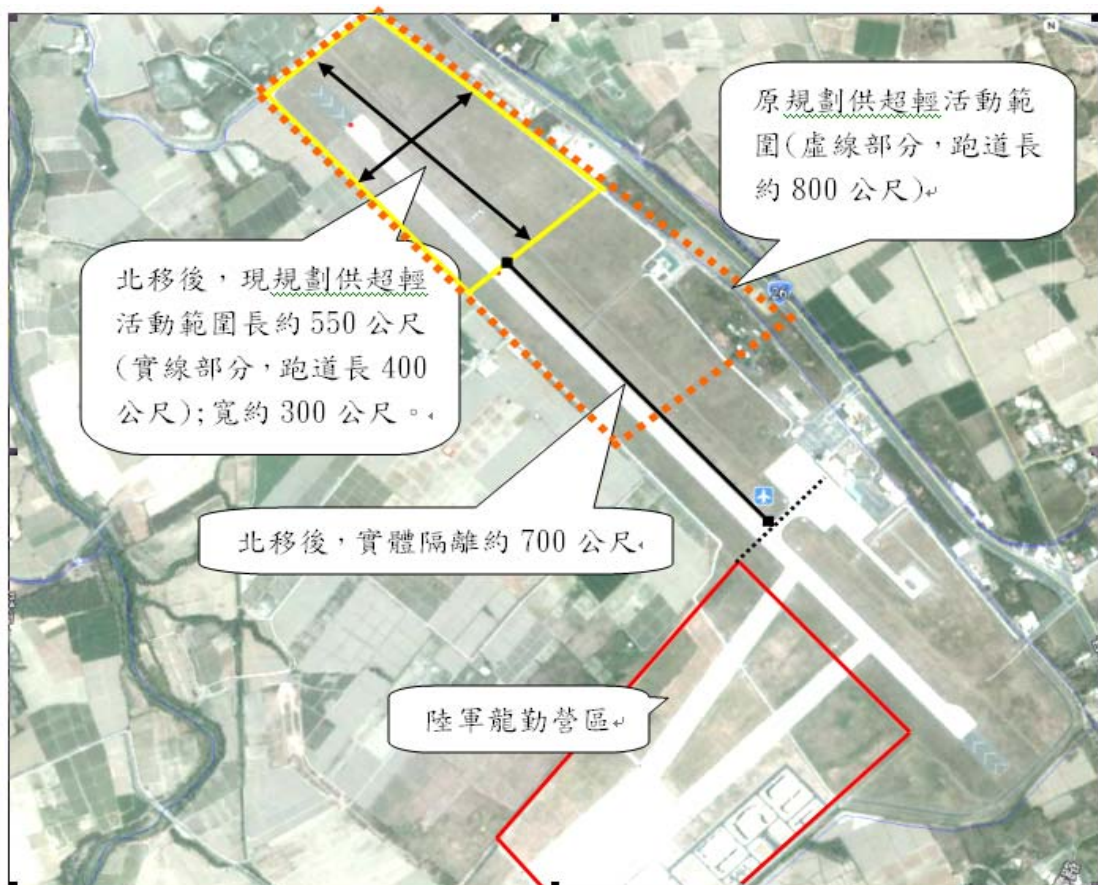 N
原規劃供超輕活動範
圍(虛線部分，跑道長
約 800 公尺)
26
北移後，現規劃供超輕
活動範圍長約 550 公尺
(實線部分，跑道長 400
公尺);寬約 300 公尺。
北移後，實體隔離約 700 公尺
陸軍龍勤營區